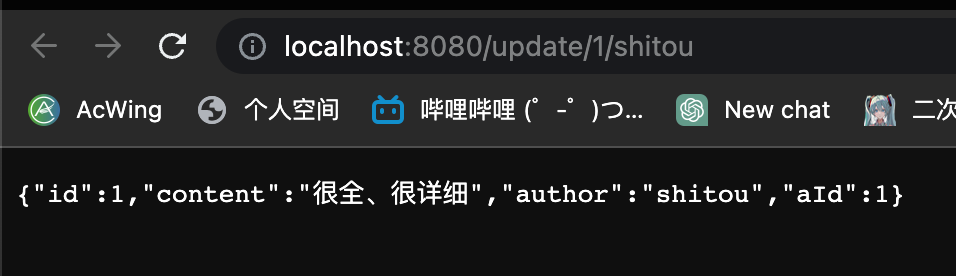 localhost:8080/update/1/shitou
AcWing 个人空间 哔哩哔哩 (゜-゜)つ... New chat 二次
{"id":1,"content":"很全、很详细","author":"shitou","aId":1}